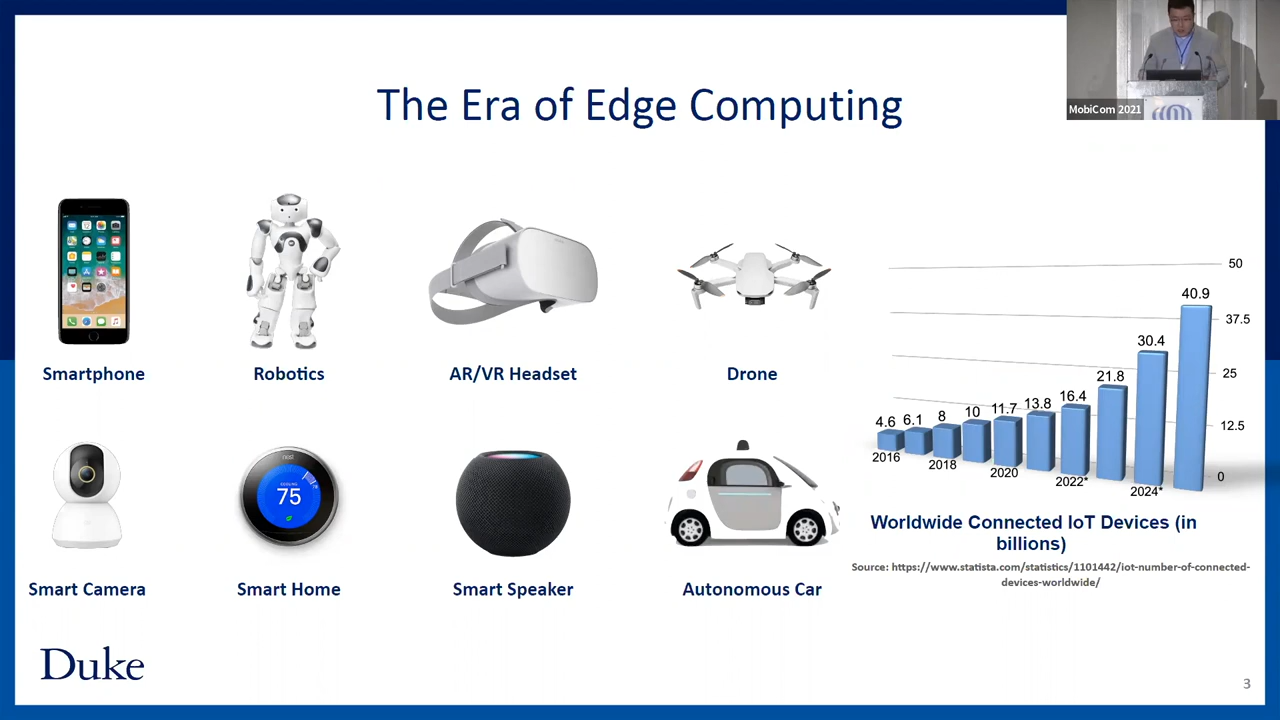 The Era of Edge Computing
MobiCom 2021
Smartphone
Robotics
AR/VR Headset
Drone
nest
COOLING
75
Smart Camera
Smart Home
Smart Speaker
Autonomous Car
50
37.5
25
12.5
0
4.6
6.1
8
10
11.7
13.8
16.4
21.8
30.4
40.9
2016
2018
2020
2022*
2024*
Worldwide Connected IoT Devices (in
billions)
Source: https://www.statista.com/statistics/1101442/iot-number-of-connected-
devices-worldwide/
Duke
3